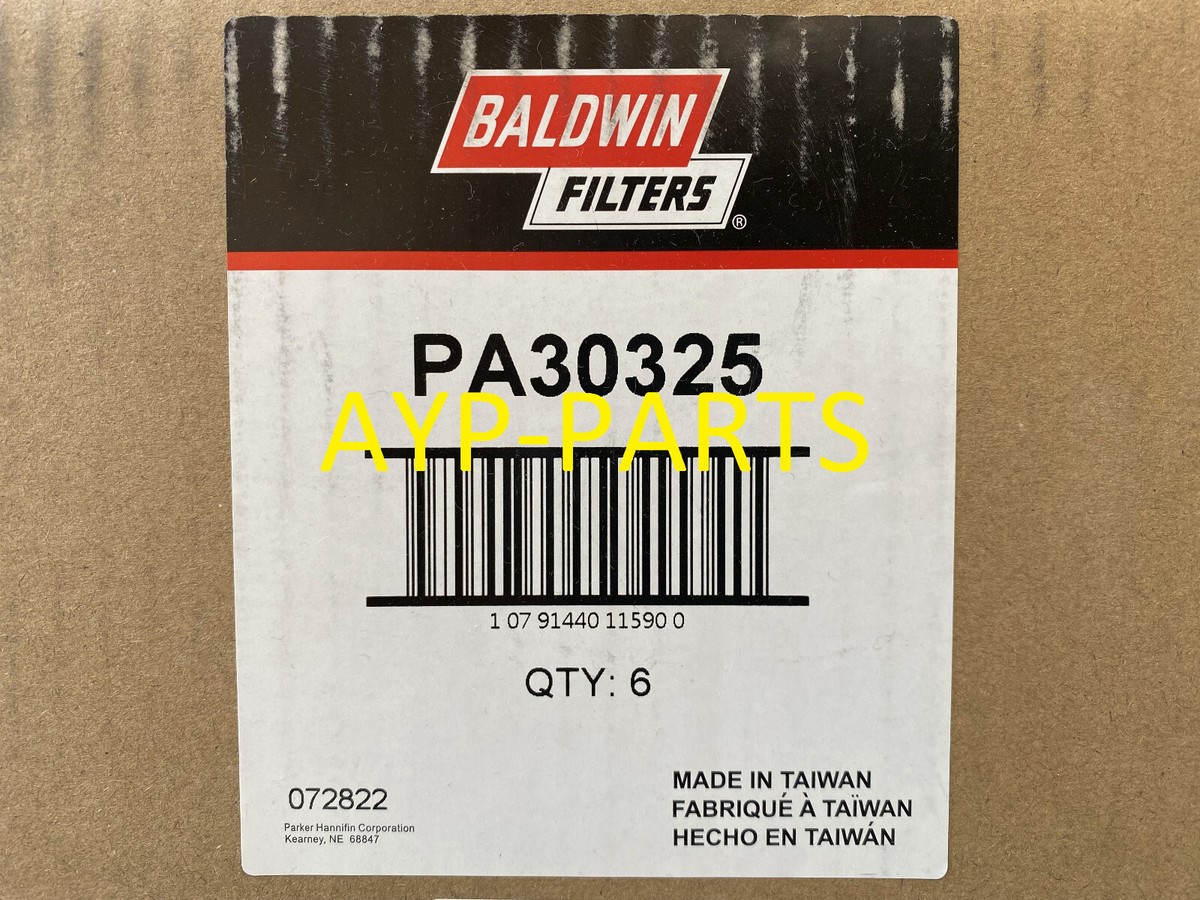 BALDWIN
FILTERS®
PA30325
AYP-PARTS
1 07 91440 11590 0
QTY: 6
072822
Parker Hannifin Corporation
Kearney, NE 68847
MADE IN TAIWAN
FABRIQUÉ À TAÏWAN
HECHO EN TAIWÁN